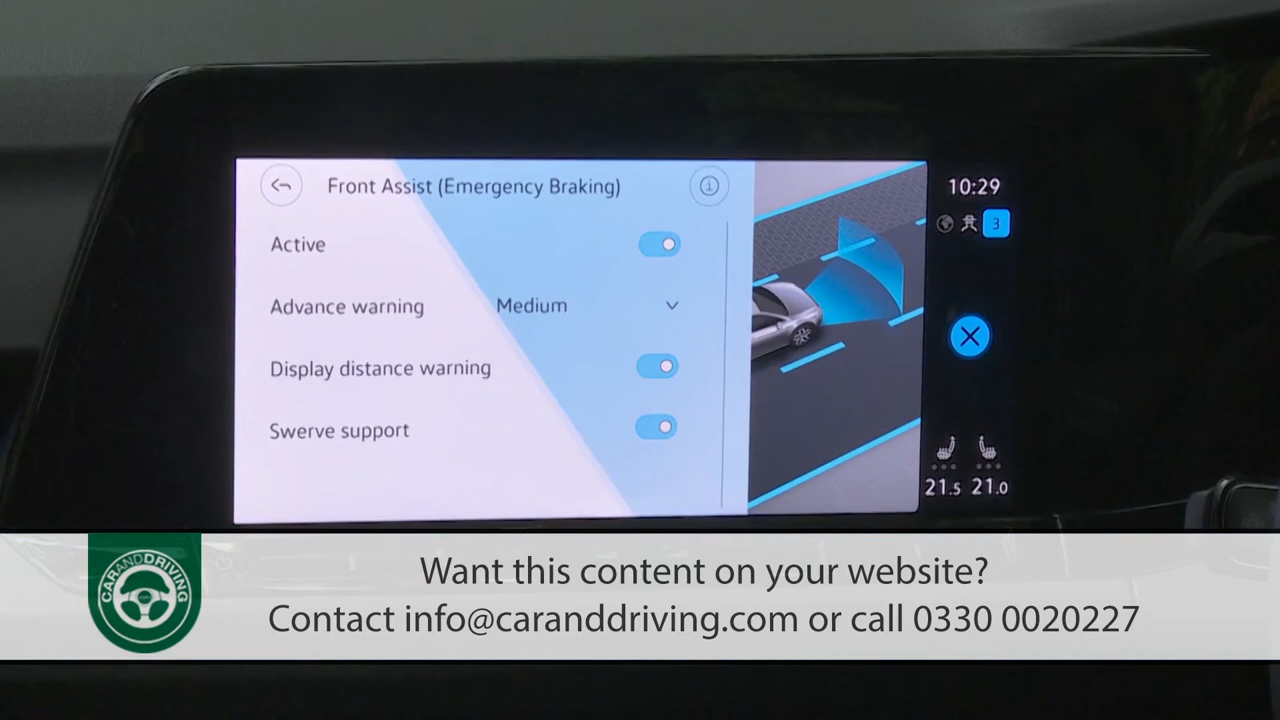 Front Assist (Emergency Braking)
Active
Advance warning Medium
Display distance warning
Swerve support
10:29
3
21.5 21.0
CARANDDRIVING
Want this content on your website?
Contact info@caranddriving.com or call 0330 0020227